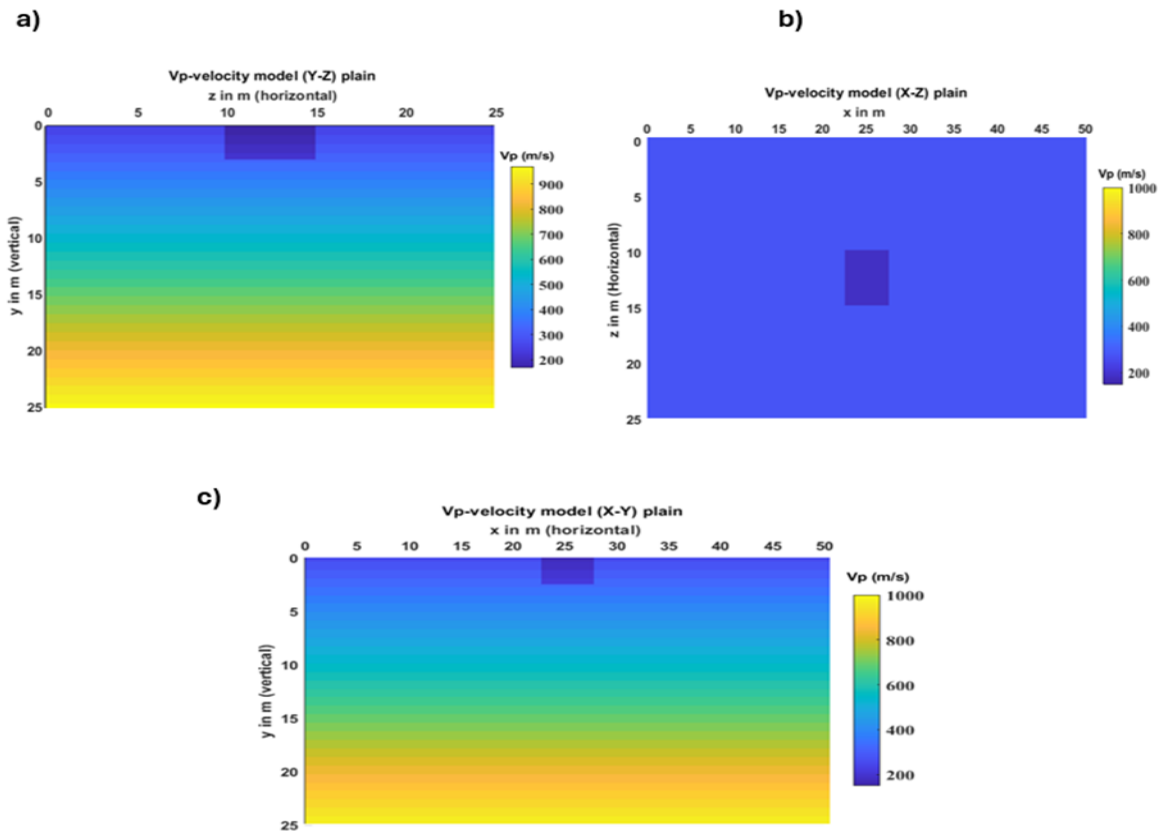 a)
Vp-velocity model (Y-Z) plain
z in m (horizontal)
0 5 10 15 20 25
0
5
10
15
20
25
y in m (vertical)
Vp (m/s)
900
800
700
600
500
400
300
200
b)
Vp-velocity model (X-Z) plain
x in m
0 5 10 15 20 25 30 35 40 45 50
0
5
10
15
20
25
z in m (Horizontal)
Vp (m/s)
1000
800
600
400
200
c)
Vp-velocity model (X-Y) plain
x in m (horizontal)
0 5 10 15 20 25 30 35 40 45 50
0
5
10
15
20
25
y in m (vertical)
Vp (m/s)
1000
800
600
400
200